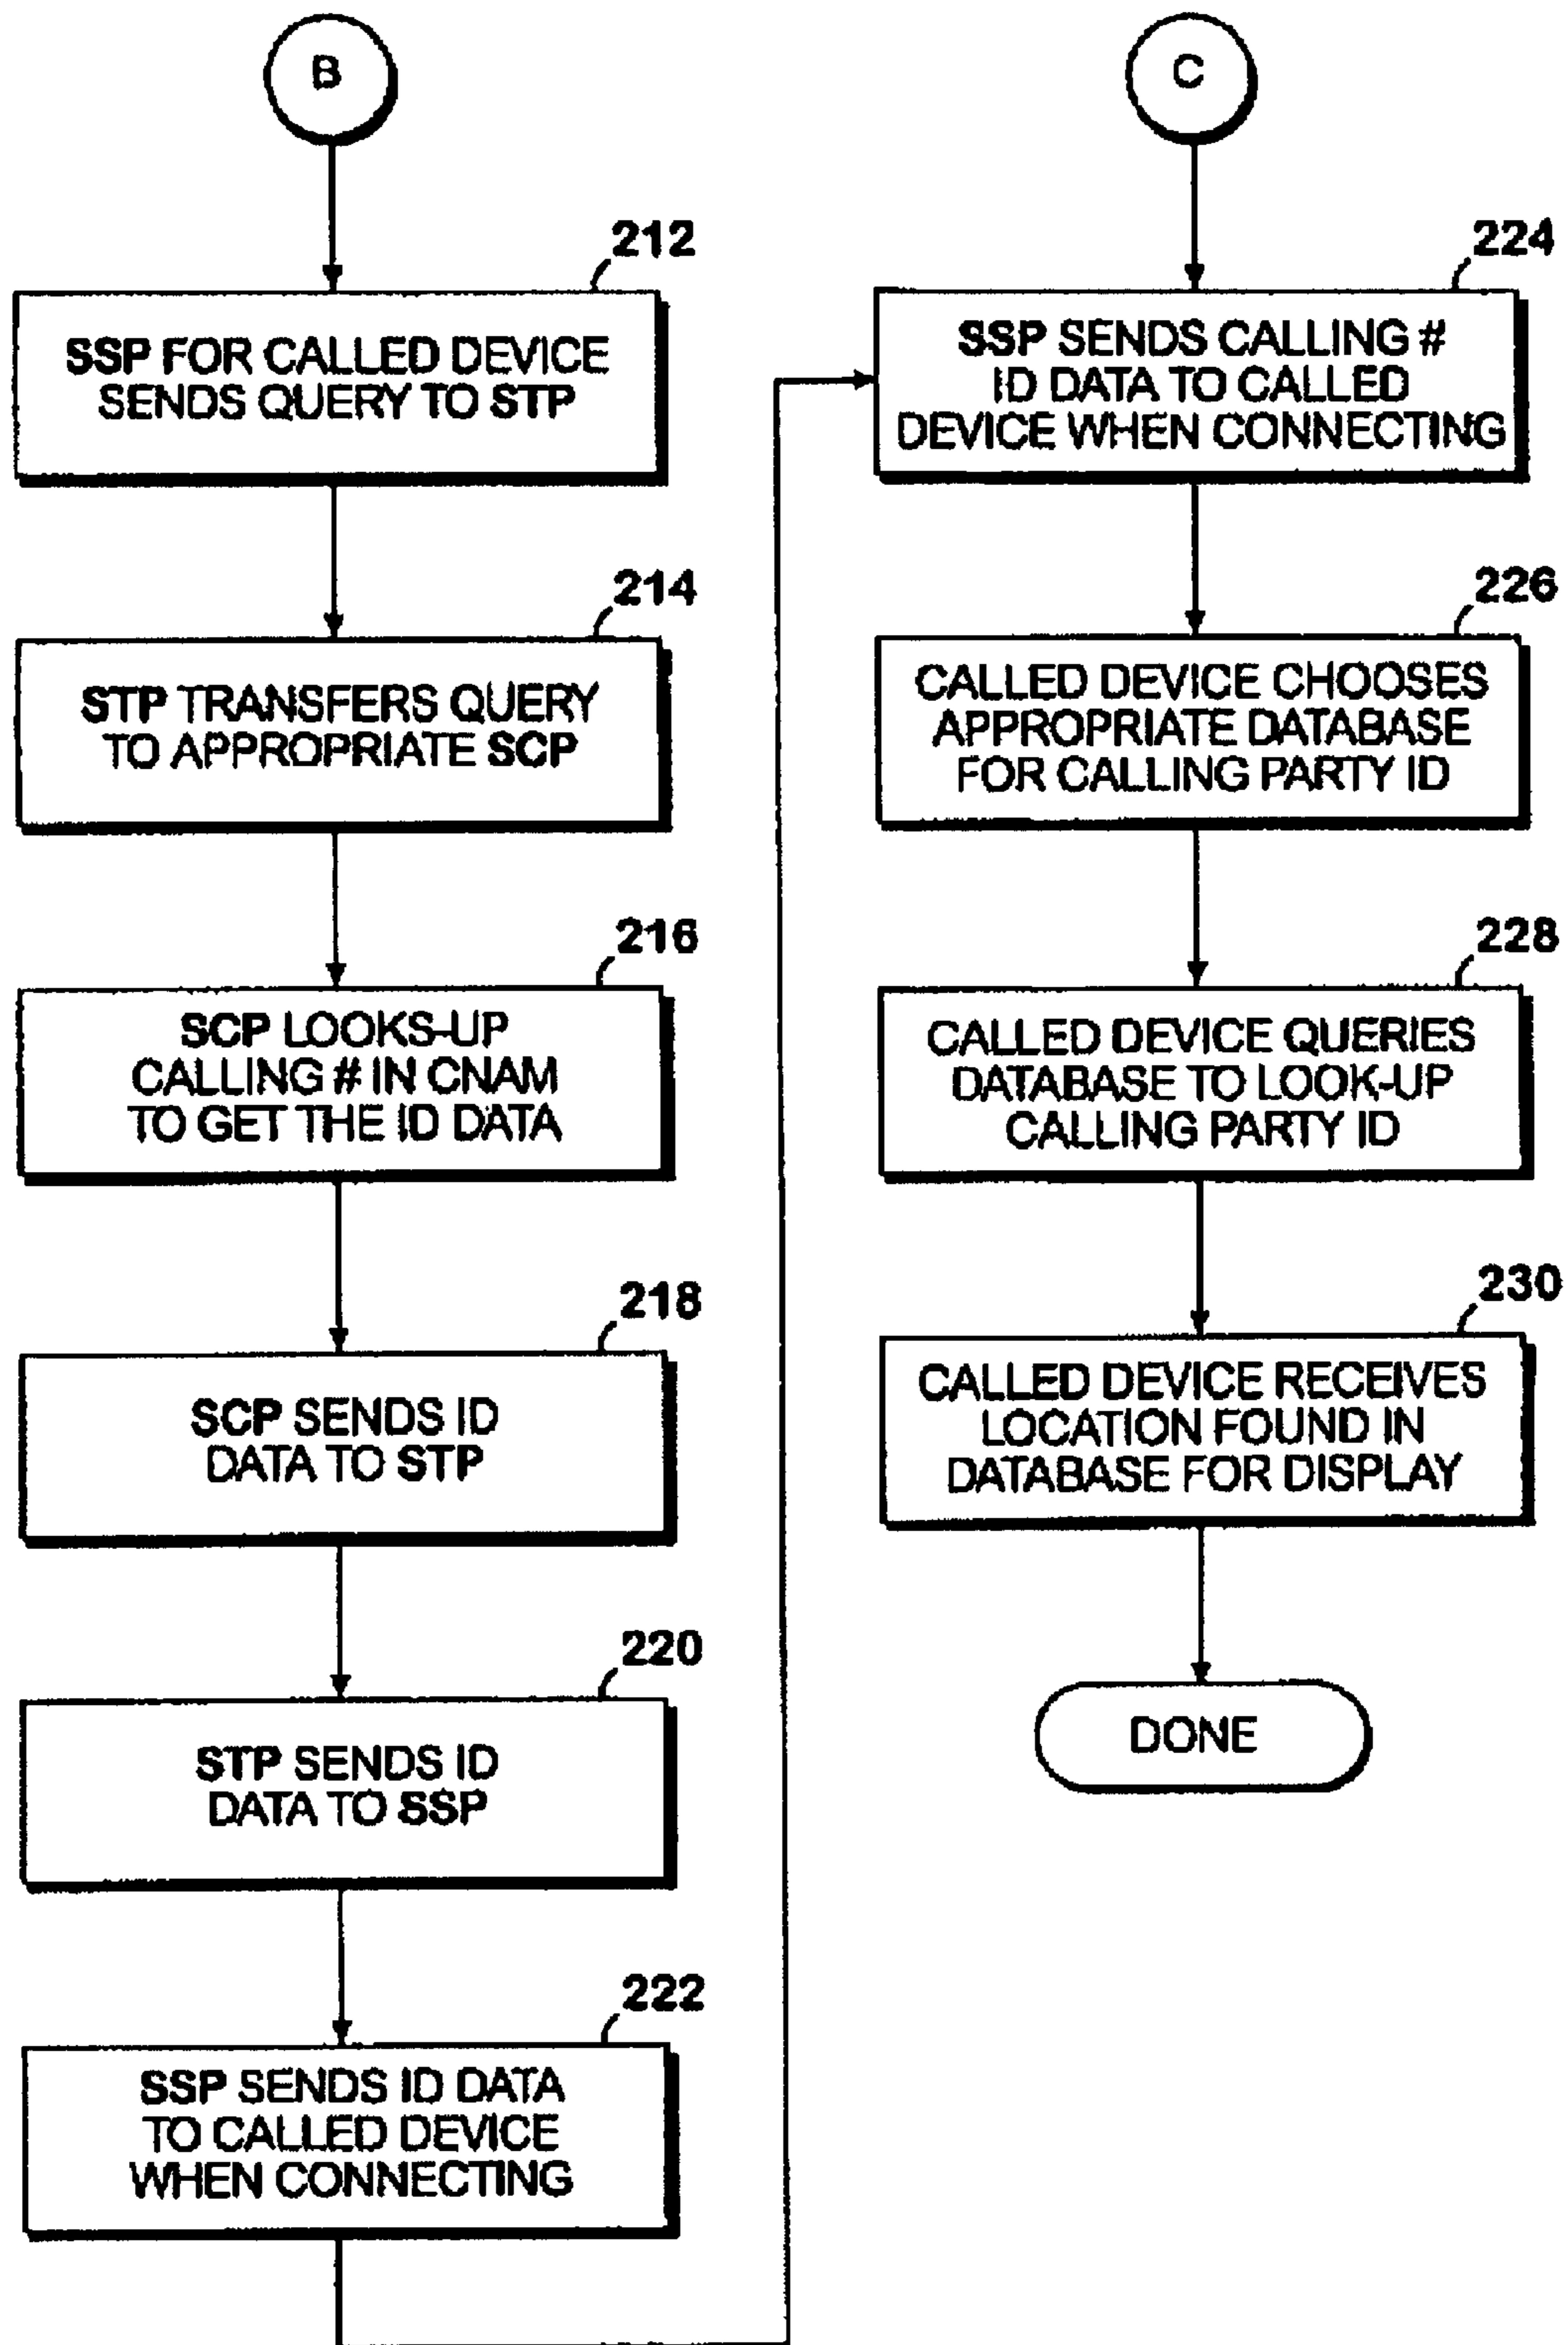 B
212
SSP FOR CALLED DEVICE
SENDS QUERY TO STP
214
STP TRANSFERS QUERY
TO APPROPRIATE SCP
216
SCP LOOKS-UP
CALLING # IN CNAM
TO GET THE ID DATA
218
SCP SENDS ID
DATA TO STP
220
STP SENDS ID
DATA TO SSP
222
SSP SENDS ID DATA
TO CALLED DEVICE
WHEN CONNECTING
C
224
SSP SENDS CALLING #
ID DATA TO CALLED
DEVICE WHEN CONNECTING
226
CALLED DEVICE CHOOSES
APPROPRIATE DATABASE
FOR CALLING PARTY ID
228
CALLED DEVICE QUERIES
DATABASE TO LOOK-UP
CALLING PARTY ID
230
CALLED DEVICE RECEIVES
LOCATION FOUND IN
DATABASE FOR DISPLAY
DONE